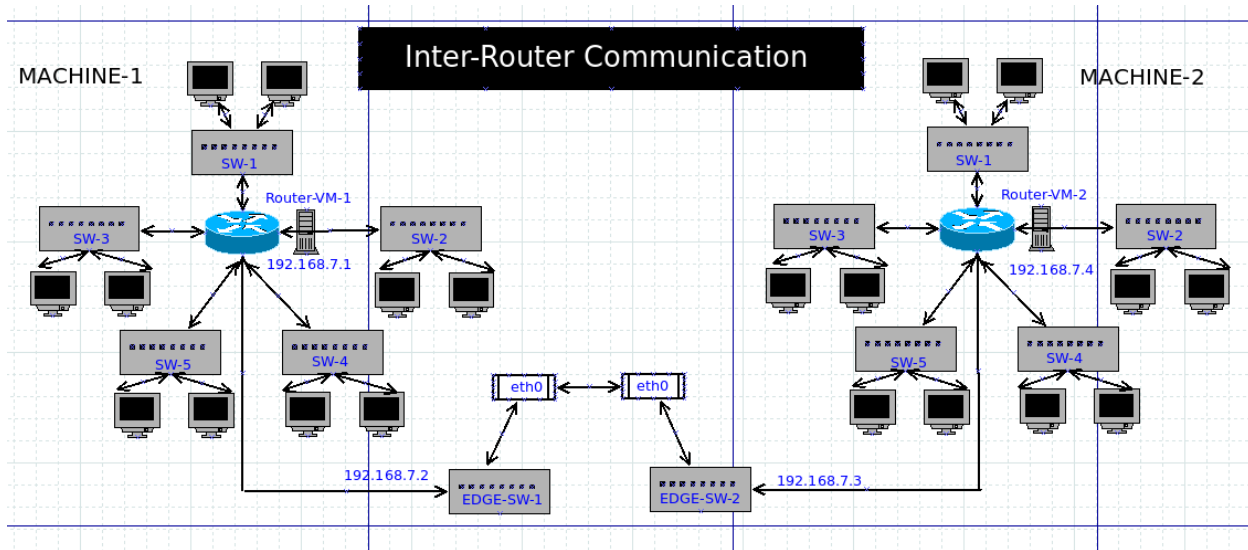 Inter-Router Communication
MACHINE-1
MACHINE-2
SW-1
SW-1
Router-VM-1
Router-VM-2
SW-3
SW-2
SW-3
SW-2
192.168.7.1
192.168.7.4
SW-5
SW-4
SW-5
SW-4
eth0
eth0
192.168.7.2
192.168.7.3
EDGE-SW-1
EDGE-SW-2